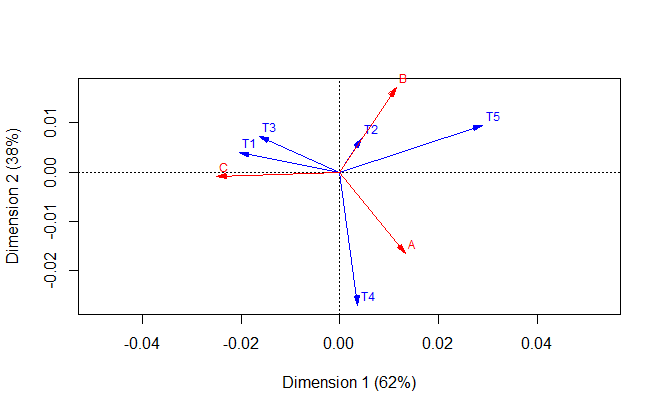 B
T5
T3
T2
T1
C
A
T4
0.01
0.00
-0.01
-0.02
Dimension 2 (38%)
-0.04 -0.02 0.00 0.02 0.04
Dimension 1 (62%)